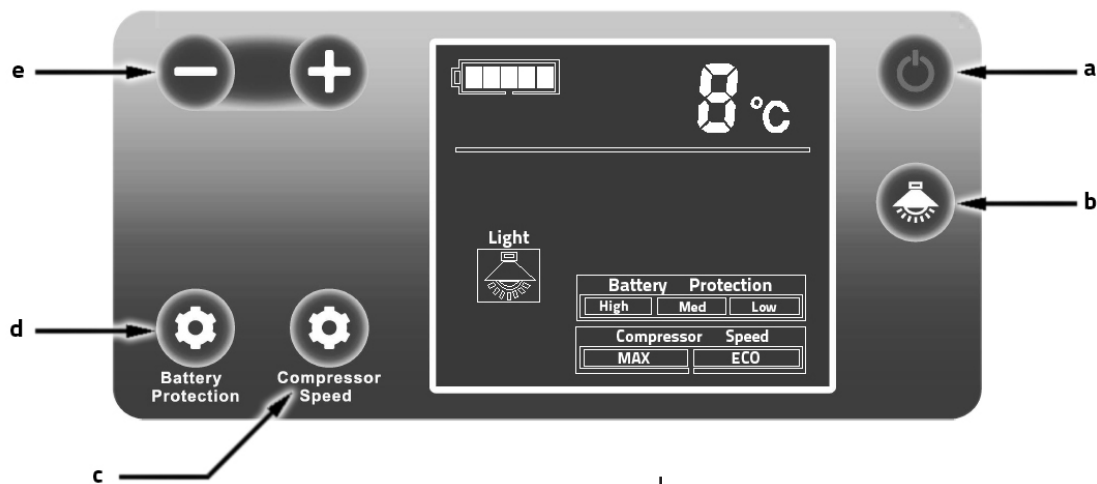 e
8 °C
a
b
Light
Battery Protection
High Med Low
Compressor Speed
MAX ECO
d
Battery
Protection
Compressor
Speed
c